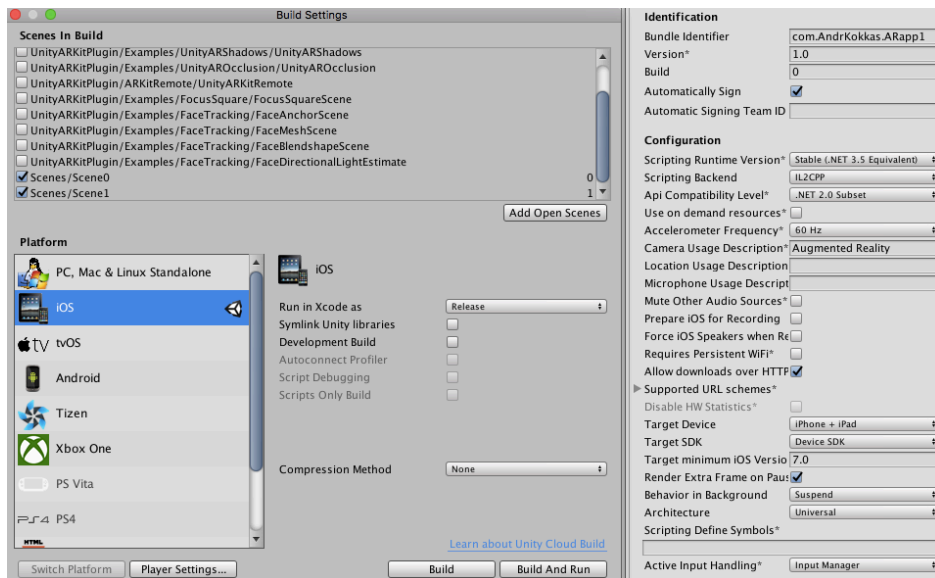 Build Settings
Scenes In Build
UnityARKitPlugin/Examples/UnityARShadows/UnityARShadows
UnityARKitPlugin/Examples/UnityAROcclusion/UnityAROcclusion
UnityARKitPlugin/ARKitRemote/UnityARKitRemote
UnityARKitPlugin/Examples/FocusSquare/FocusSquareScene
UnityARKitPlugin/Examples/FaceTracking/FaceAnchorScene
UnityARKitPlugin/Examples/FaceTracking/FaceMeshScene
UnityARKitPlugin/Examples/FaceTracking/FaceBlendshapeScene
UnityARKitPlugin/Examples/FaceTracking/FaceDirectionalLightEstimate
Scenes/Scene0 0
Scenes/Scene1 1
Add Open Scenes
Platform
PC, Mac & Linux Standalone
iOS
tv tvOS
Android
Tizen
Xbox One
PS Vita
PS4 PS4
HTML
iOS
Run in Xcode as Release
Symlink Unity libraries
Development Build
Autoconnect Profiler
Script Debugging
Scripts Only Build
Compression Method None
Learn about Unity Cloud Build
Switch Platform Player Settings... Build Build And Run
Identification
Bundle Identifier com.AndrKokkas.ARapp1
Version* 1.0
Build 0
Automatically Sign
Automatic Signing Team ID
Configuration
Scripting Runtime Version* Stable (.NET 3.5 Equivalent)
Scripting Backend IL2CPP
Api Compatibility Level* .NET 2.0 Subset
Use on demand resources*
Accelerometer Frequency* 60 Hz
Camera Usage Description* Augmented Reality
Location Usage Description
Microphone Usage Descript
Mute Other Audio Sources*
Prepare iOS for Recording
Force iOS Speakers when Re
Requires Persistent WiFi*
Allow downloads over HTTP
Supported URL schemes*
Disable HW Statistics*
Target Device iPhone + iPad
Target SDK Device SDK
Target minimum iOS Versio 7.0
Render Extra Frame on Paus
Behavior in Background Suspend
Architecture Universal
Scripting Define Symbols*
Active Input Handling* Input Manager